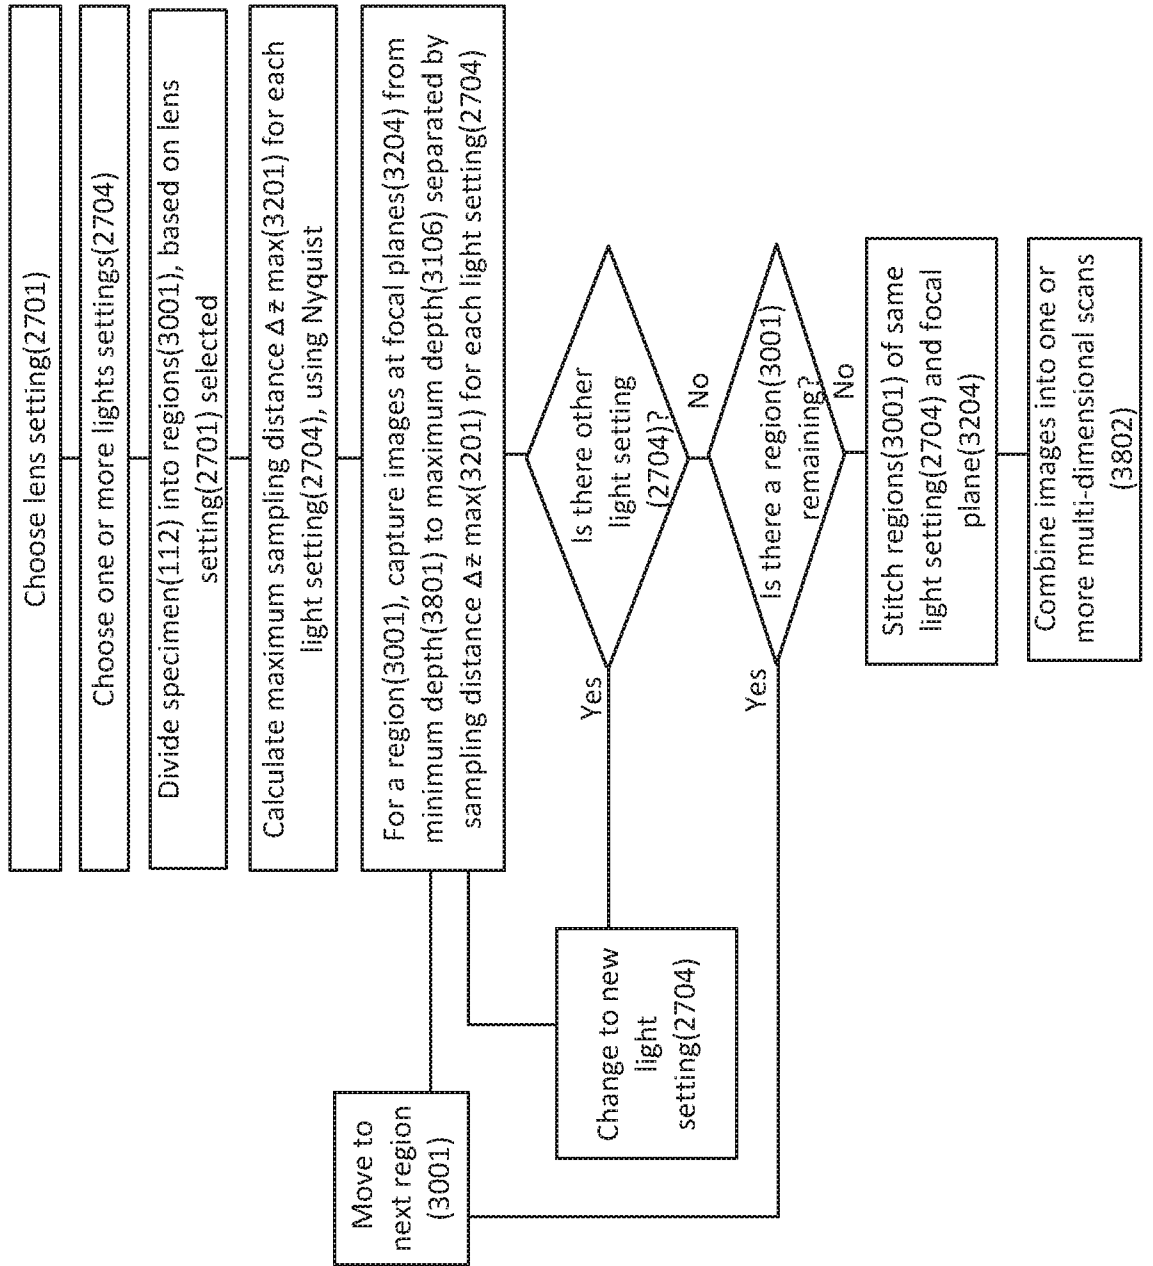 Choose lens setting(2701)
Choose one or more lights settings(2704)
Divide specimen(112) into regions(3001), based on lens
setting(2701) selected
Calculate maximum sampling distance Δz max(3201) for each
light setting(2704), using Nyquist
For a region(3001), capture images at focal planes(3204) from
minimum depth(3801) to maximum depth(3106) separated by
sampling distance Δz max(3201) for each light setting(2704)
Is there other
light setting
(2704)?
Yes
No
Change to new
light
setting(2704)
Is there a region(3001)
remaining?
Yes
No
Move to
next region
(3001)
Stitch regions(3001) of same
light setting(2704) and focal
plane(3204)
Combine images into one or
more multi-dimensional scans
(3802)